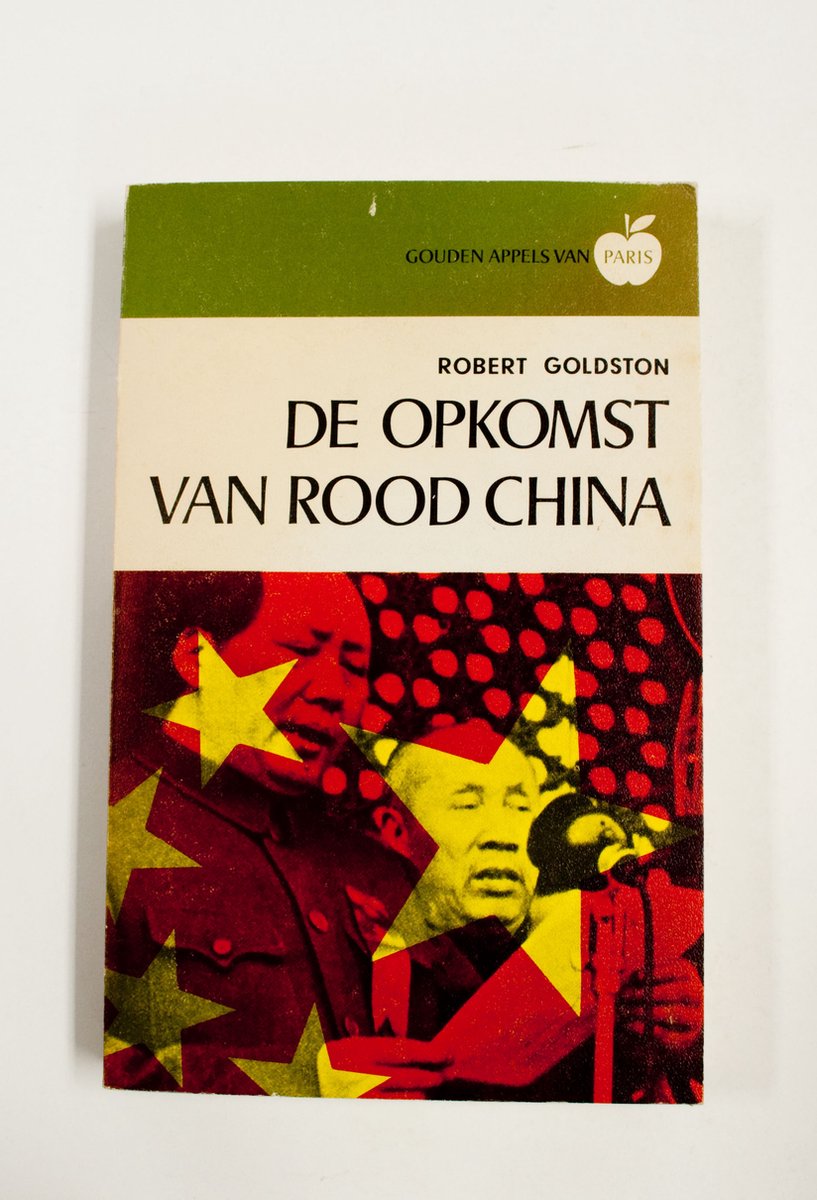 GOUDEN APPELS VAN PARIS
ROBERT GOLDSTON
DE OPKOMST
VAN ROOD CHINA